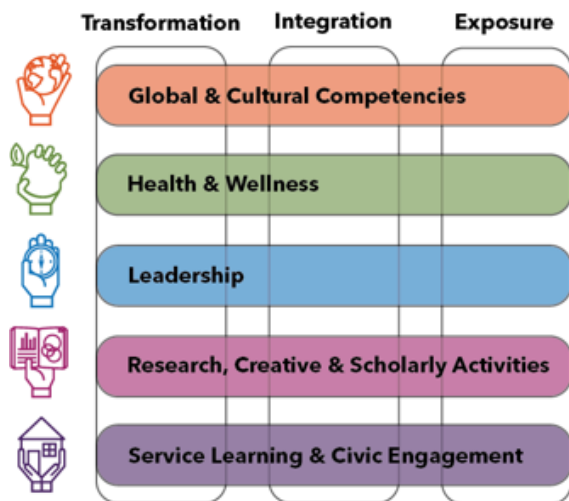 Transformation Integration Exposure
Global & Cultural Competencies
Health & Wellness
Leadership
Research, Creative & Scholarly Activities
Service Learning & Civic Engagement